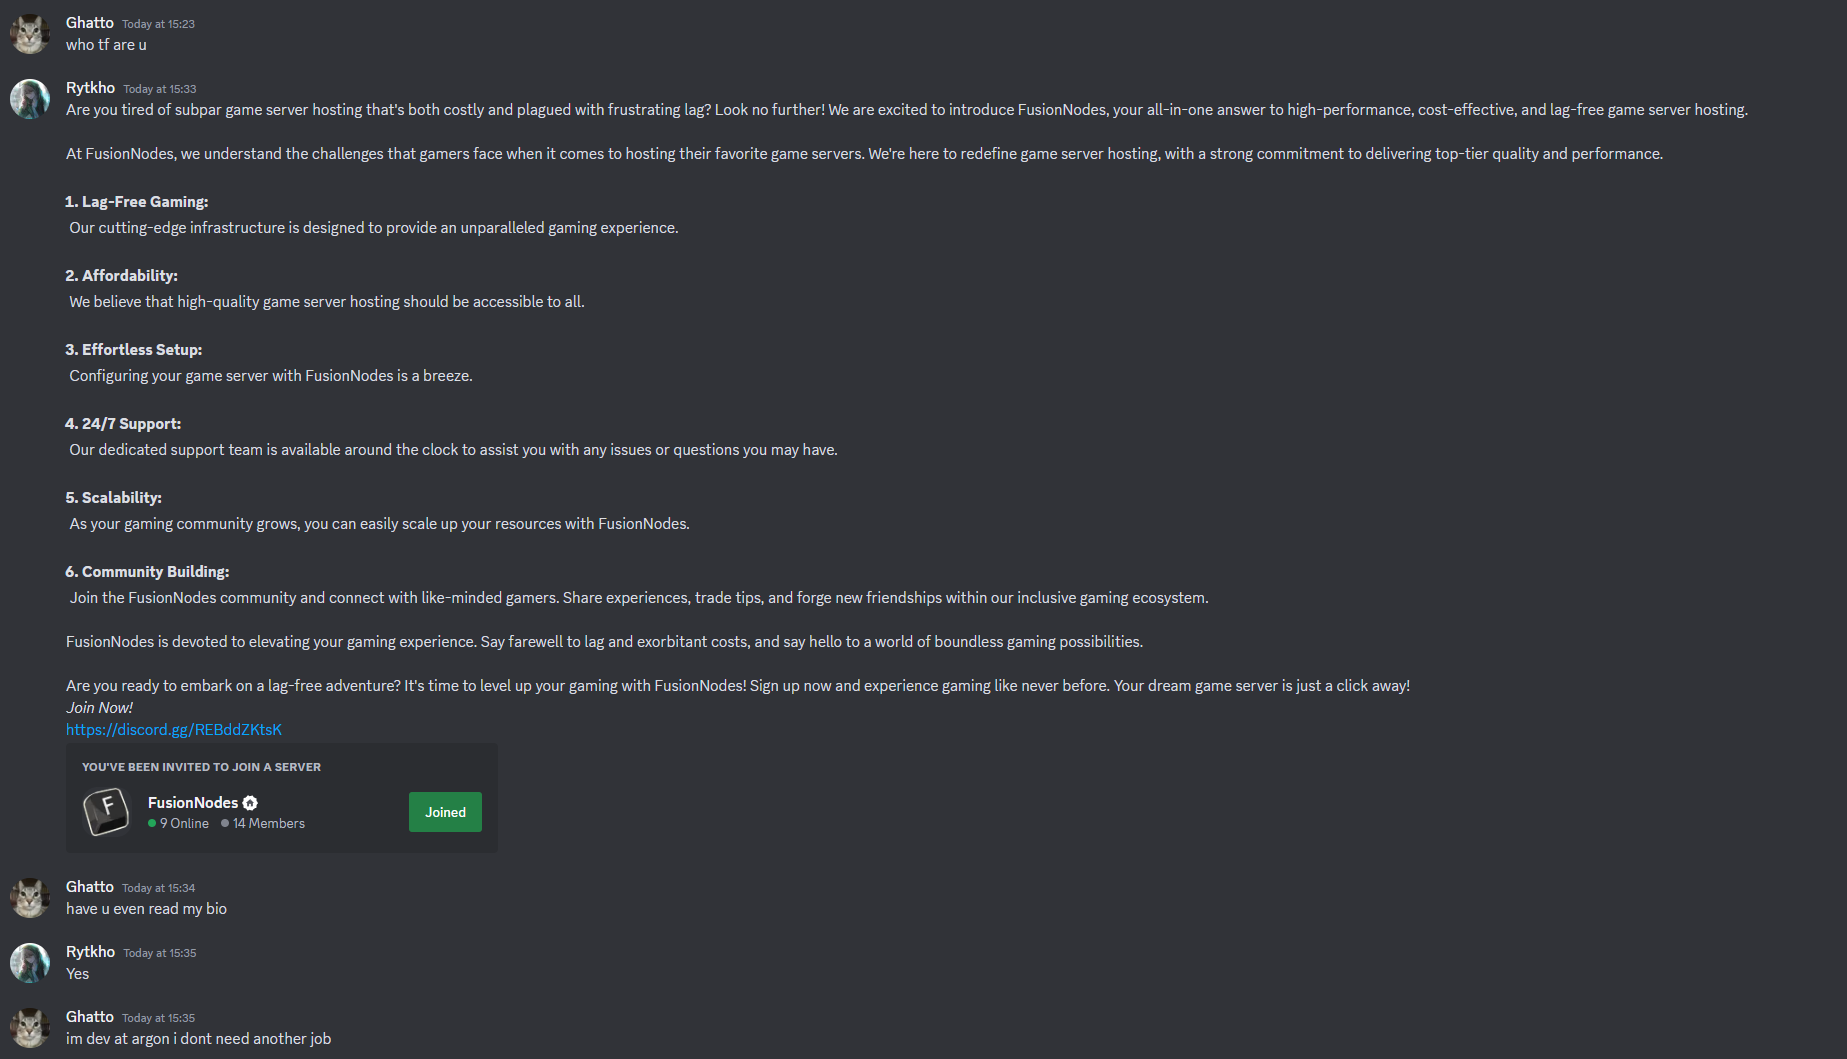 Ghatto Today at 15:23
who tf are u
Rytkho Today at 15:33
Are you tired of subpar game server hosting that's both costly and plagued with frustrating lag? Look no further! We are excited to introduce FusionNodes, your all-in-one answer to high-performance, cost-effective, and lag-free game server hosting.
At FusionNodes, we understand the challenges that gamers face when it comes to hosting their favorite game servers. We're here to redefine game server hosting, with a strong commitment to delivering top-tier quality and performance.
1. Lag-Free Gaming:
Our cutting-edge infrastructure is designed to provide an unparalleled gaming experience.
2. Affordability:
We believe that high-quality game server hosting should be accessible to all.
3. Effortless Setup:
Configuring your game server with FusionNodes is a breeze.
4. 24/7 Support:
Our dedicated support team is available around the clock to assist you with any issues or questions you may have.
5. Scalability:
As your gaming community grows, you can easily scale up your resources with FusionNodes.
6. Community Building:
Join the FusionNodes community and connect with like-minded gamers. Share experiences, trade tips, and forge new friendships within our inclusive gaming ecosystem.
FusionNodes is devoted to elevating your gaming experience. Say farewell to lag and exorbitant costs, and say hello to a world of boundless gaming possibilities.
Are you ready to embark on a lag-free adventure? It's time to level up your gaming with FusionNodes! Sign up now and experience gaming like never before. Your dream game server is just a click away!
Join Now!
https://discord.gg/REBddZKtsK
YOU'VE BEEN INVITED TO JOIN A SERVER
F
FusionNodes
9 Online 14 Members
Joined
Ghatto Today at 15:34
have u even read my bio
Rytkho Today at 15:35
Yes
Ghatto Today at 15:35
im dev at argon i dont need another job